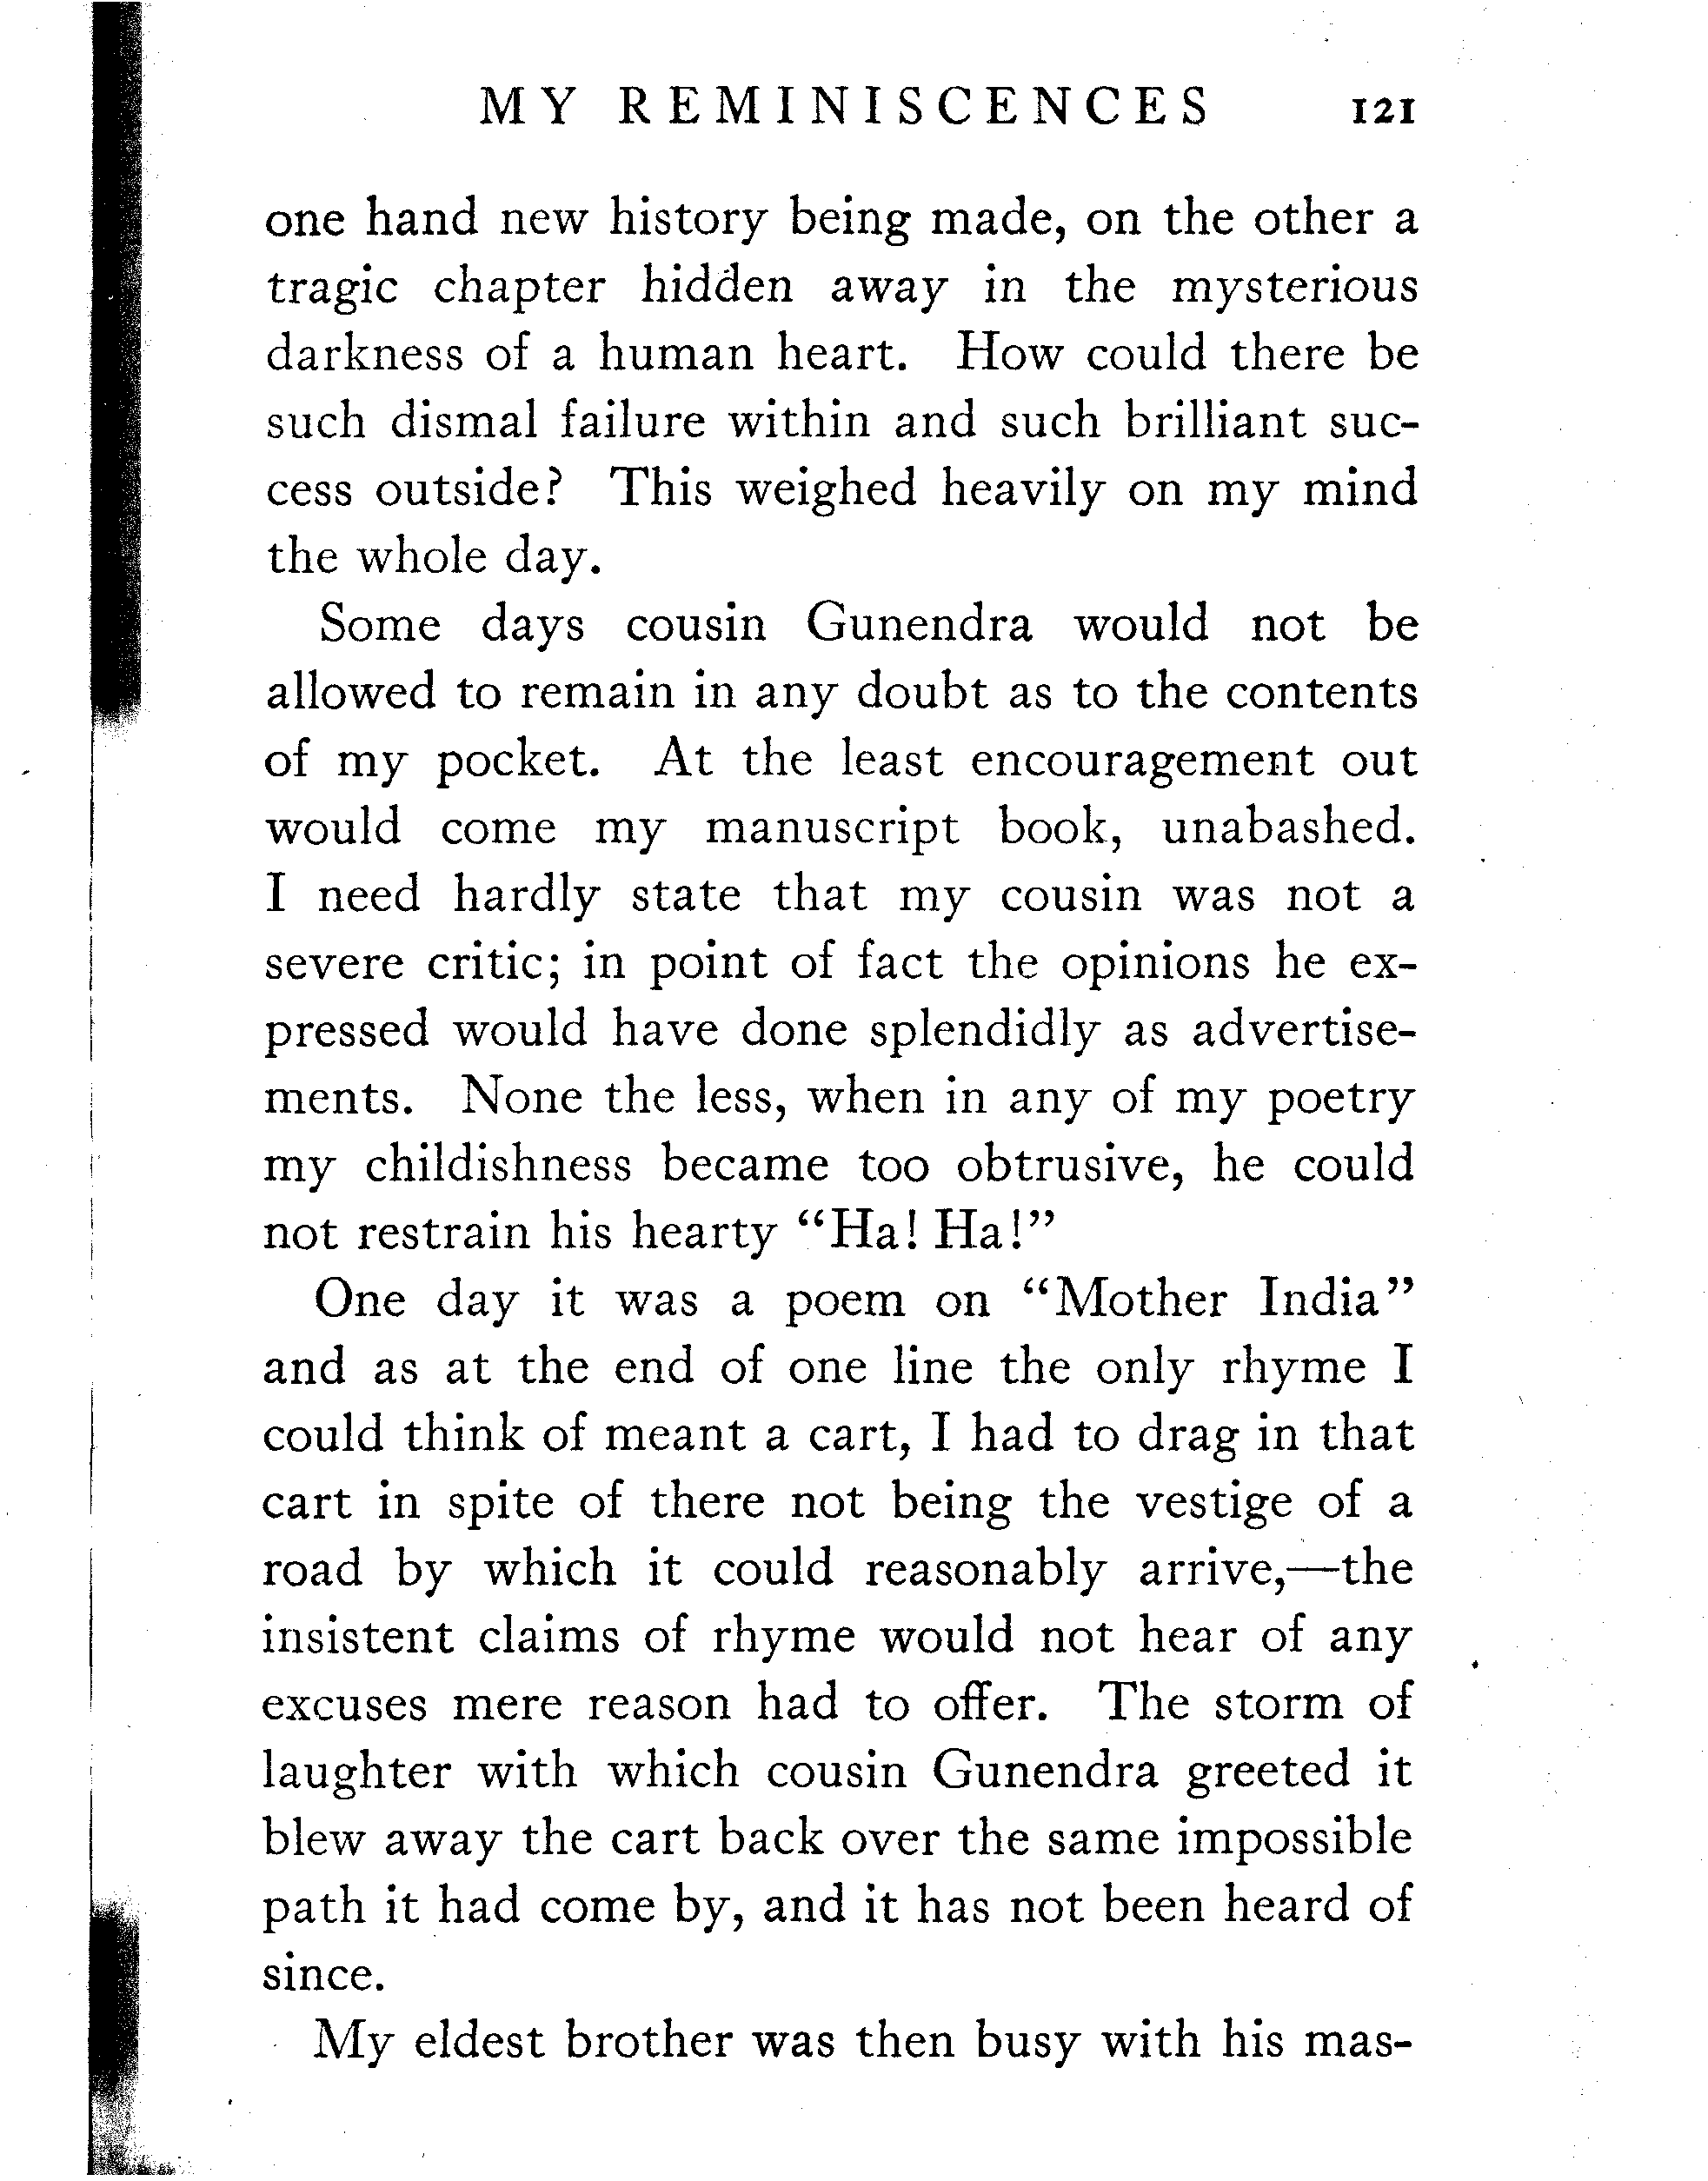 MY REMINISCENCES 121
one hand new history being made, on the other a
tragic chapter hidden away in the mysterious
darkness of a human heart. How could there be
such dismal failure within and such brilliant suc-
cess outside? This weighed heavily on my mind
the whole day.
Some days cousin Gunendra would not be
allowed to remain in any doubt as to the contents
of my pocket. At the least encouragement out
would come my manuscript book, unabashed.
I need hardly state that my cousin was not a
severe critic; in point of fact the opinions he ex-
pressed would have done splendidly as advertise-
ments. None the less, when in any of my poetry
my childishness became too obtrusive, he could
not restrain his hearty “Ha! Ha!”
One day it was a poem on “Mother India”
and as at the end of one line the only rhyme I
could think of meant a cart, I had to drag in that
cart in spite of there not being the vestige of a
road by which it could reasonably arrive,—the
insistent claims of rhyme would not hear of any
excuses mere reason had to offer. The storm of
laughter with which cousin Gunendra greeted it
blew away the cart back over the same impossible
path it had come by, and it has not been heard of
since.
My eldest brother was then busy with his mas-